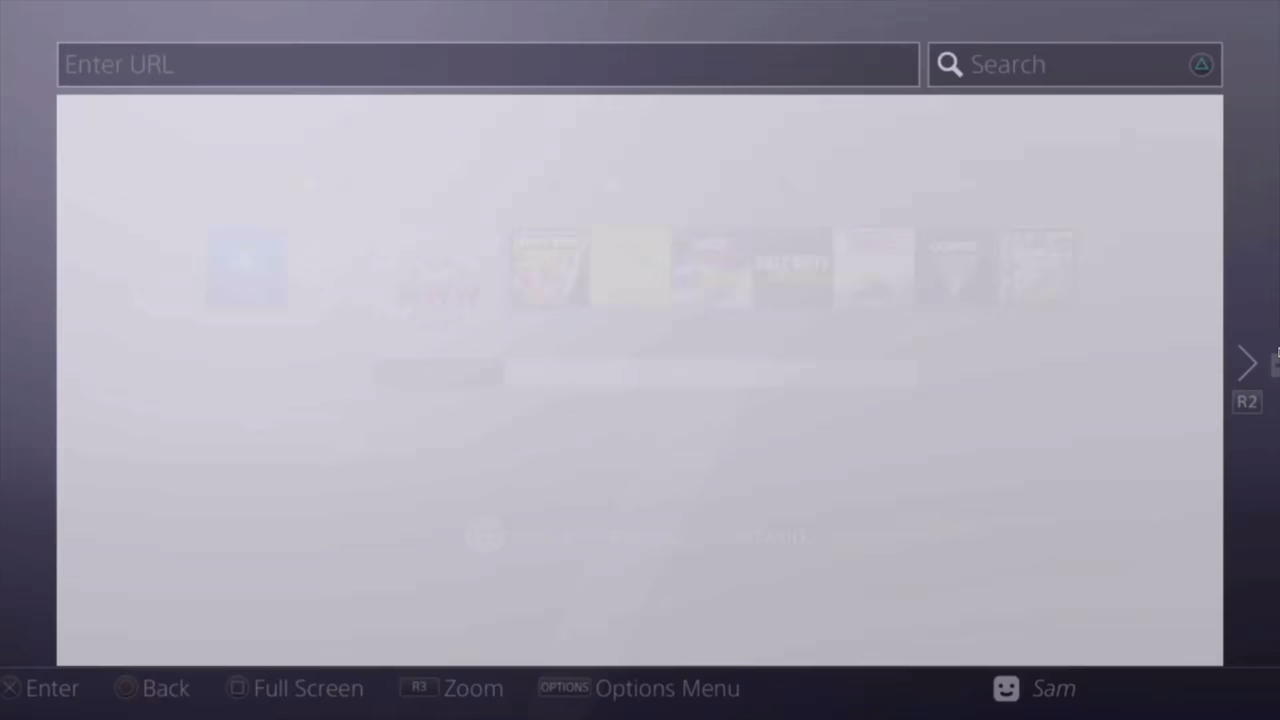 Enter URL
Search
R2
Enter
Back
Full Screen
R3 Zoom
OPTIONS Options Menu
Sam